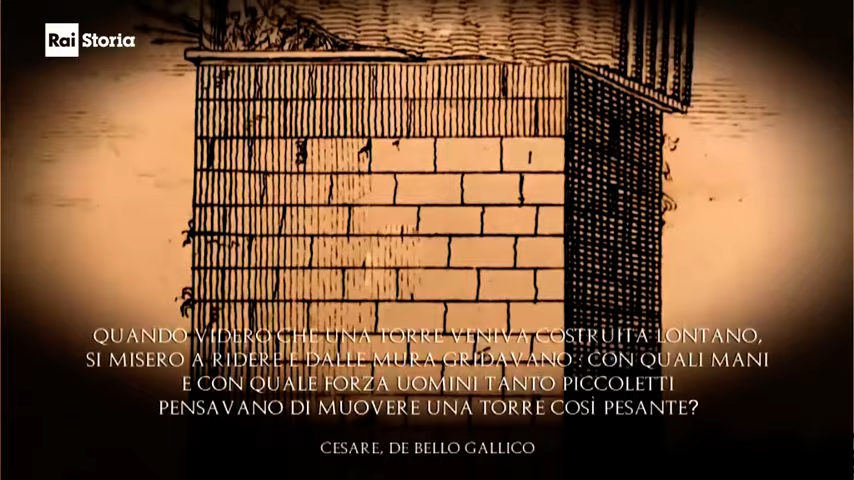 Rai Storia
QUANDO VIDERO CHE UNA TORRE VENIVA COSTRUITA LONTANO,
SI MISERO A RIDERE E DALLE MURA GRIDAVANO: CON QUALI MANI
E CON QUALE FORZA UOMINI TANTO PICCOLETTI
PENSAVANO DI MUOVERE UNA TORRE COSÌ PESANTE?
CESARE, DE BELLO GALLICO